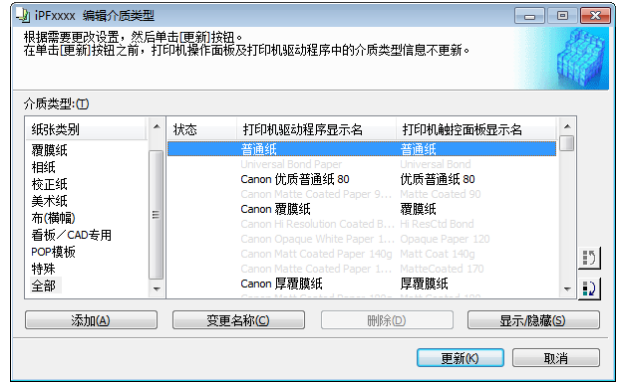 iPFxxxx 编辑介质类型
根据需要更改设置，然后单击[更新]按钮。
在单击[更新]按钮之前，打印机操作面板及打印机驱动程序中的介质类型信息不更新。
介质类型:(T)
纸张类别
覆膜纸
相纸
校正纸
美术纸
布(横幅)
看板／CAD专用
POP模板
特殊
全部
状态 打印机驱动程序显示名 打印机触控面板显示名
普通纸 普通纸
Universal Bond Paper Universal Bond
Canon 优质普通纸 80 优质普通纸 80
Canon Matte Coated Paper 9... Matte Coated 90
Canon 覆膜纸 覆膜纸
Canon Hi Resolution Coated B... Hi ResCtd Bond
Canon Opaque White Paper 1... Opaque Paper 120
Canon Matt Coated Paper 140g Matt Coat 140g
Canon Matte Coated Paper 1... MatteCoated 170
Canon 厚覆膜纸 厚覆膜纸
添加(A) 变更名称(C) 删除(D) 显示/隐藏(S)
更新(K) 取消